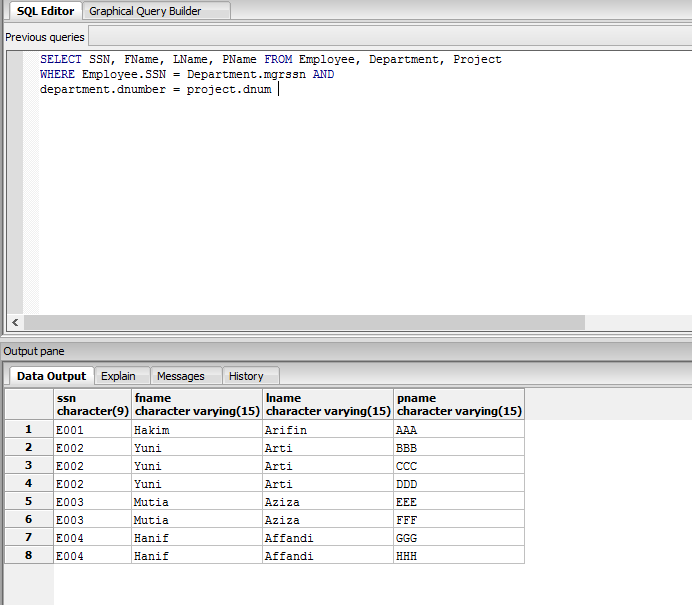 SQL Editor Graphical Query Builder
Previous queries
SELECT SSN, FName, LName, PName FROM Employee, Department, Project
WHERE Employee.SSN = Department.mgrssn AND
department.dnumber = project.dnum
Output pane
Data Output Explain Messages History
ssn fname lname pname
character(9) character varying(15) character varying(15) character varying(15)
1 E001 Hakim Arifin AAA
2 E002 Yuni Arti BBB
3 E002 Yuni Arti CCC
4 E002 Yuni Arti DDD
5 E003 Mutia Aziza EEE
6 E003 Mutia Aziza FFF
7 E004 Hanif Affandi GGG
8 E004 Hanif Affandi HHH